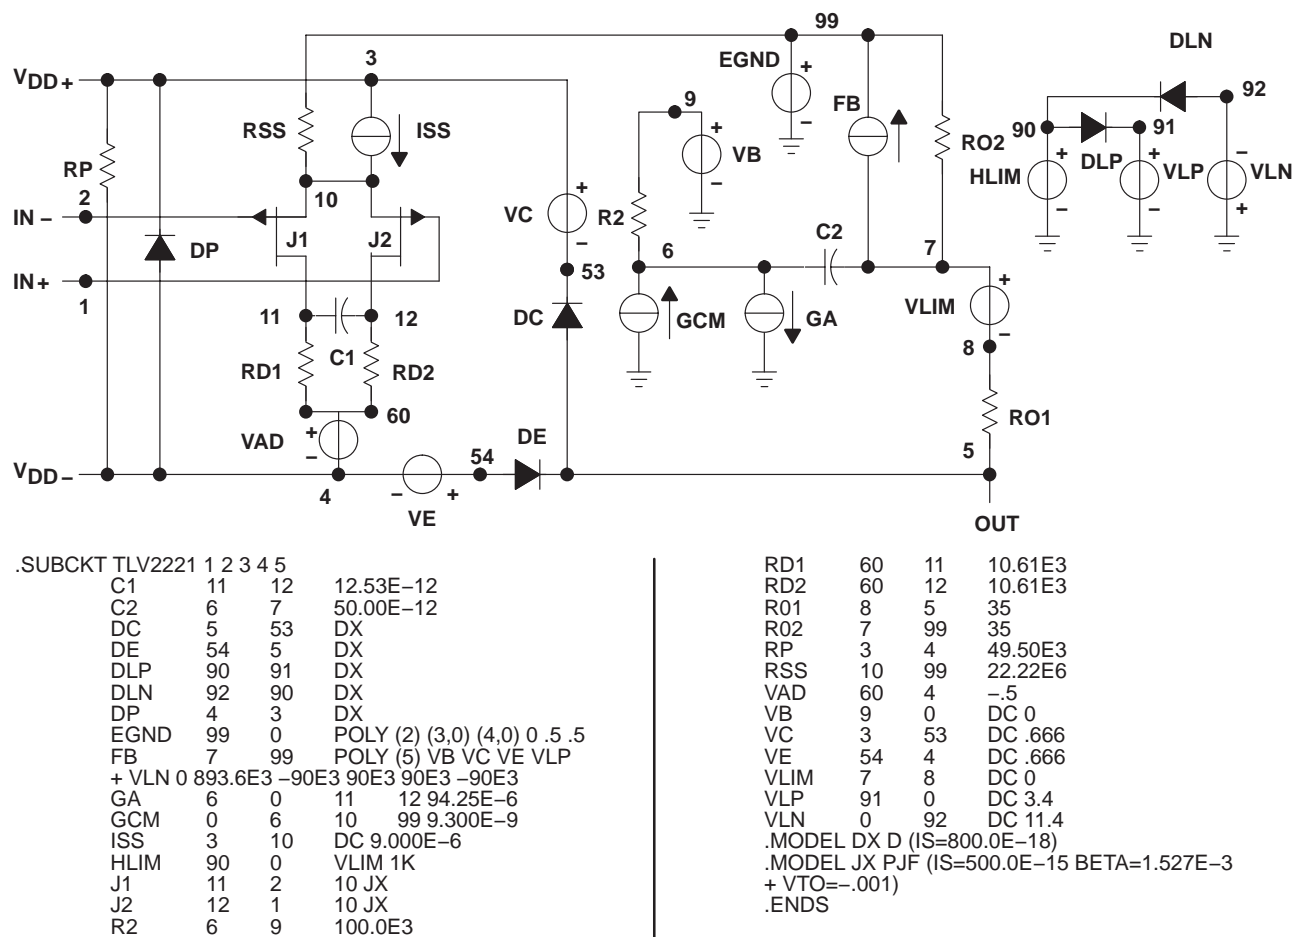 99
DLN
3
VDD+
EGND
+
−
FB
9
92
RSS
ISS
+
−
VB
90
91
RO2
DLP
RP
HLIM
+
−
+
−
VLP
−
+
VLN
10
2
IN −
VC
+
−
R2
J1
J2
C2
DP
6
7
IN+
1
53
11
12
DC
GCM
GA
VLIM
+
−
C1
8
RD1
RD2
60
RO1
VAD
+
−
DE
5
54
VDD−
4
−
+
VE
OUT
.SUBCKT TLV2221 1 2 3 4 5
C1 11 12 12.53E−12
C2 6 7 50.00E−12
DC 5 53 DX
DE 54 5 DX
DLP 90 91 DX
DLN 92 90 DX
DP 4 3 DX
EGND 99 0 POLY (2) (3,0) (4,0) 0 .5 .5
FB 7 99 POLY (5) VB VC VE VLP
+ VLN 0 893.6E3 −90E3 90E3 90E3 −90E3
GA 6 0 11 12 94.25E−6
GCM 0 6 10 99 9.300E−9
ISS 3 10 DC 9.000E−6
HLIM 90 0 VLIM 1K
J1 11 2 10 JX
J2 12 1 10 JX
R2 6 9 100.0E3
RD1 60 11 10.61E3
RD2 60 12 10.61E3
R01 8 5 35
R02 7 99 35
RP 3 4 49.50E3
RSS 10 99 22.22E6
VAD 60 4 −.5
VB 9 0 DC 0
VC 3 53 DC .666
VE 54 4 DC .666
VLIM 7 8 DC 0
VLP 91 0 DC 3.4
VLN 0 92 DC 11.4
.MODEL DX D (IS=800.0E−18)
.MODEL JX PJF (IS=500.0E−15 BETA=1.527E−3
+ VTO=−.001)
.ENDS